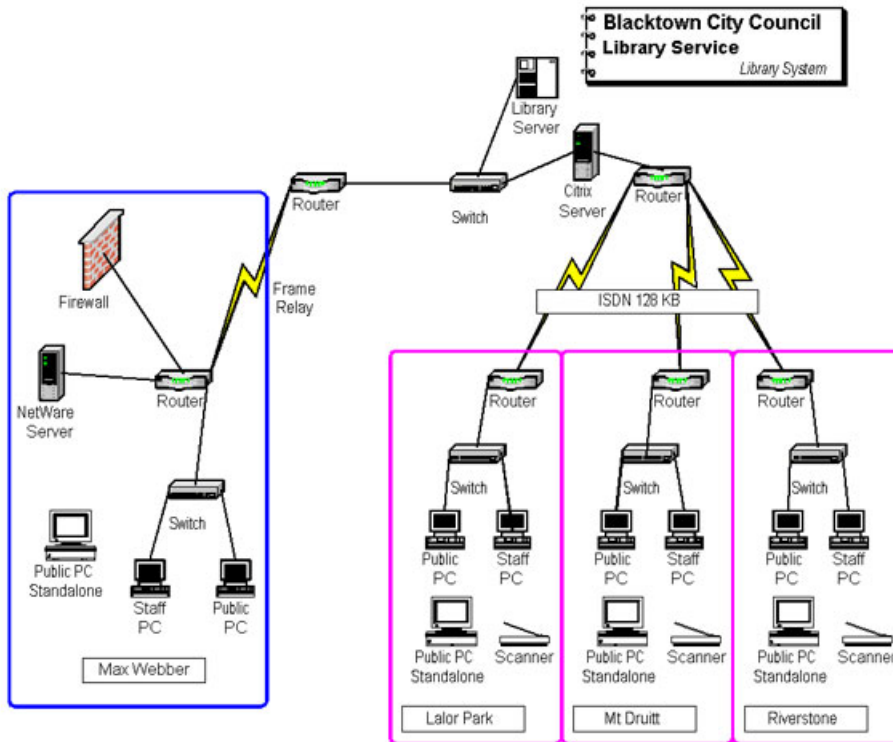 Blacktown City Council
Library Service
Library System
Library
Server
Router
Switch
Citrix
Server
Router
Firewall
Frame
Relay
ISDN 128 KB
NetWare
Server
Router
Switch
Public PC
Standalone
Staff
PC
Public
PC
Max Webber
Router
Switch
Public
PC
Staff
PC
Public PC
Standalone
Scanner
Lalor Park
Router
Switch
Public
PC
Staff
PC
Public PC
Standalone
Scanner
Mt Druitt
Router
Switch
Public
PC
Staff
PC
Public PC
Standalone
Scanner
Riverstone